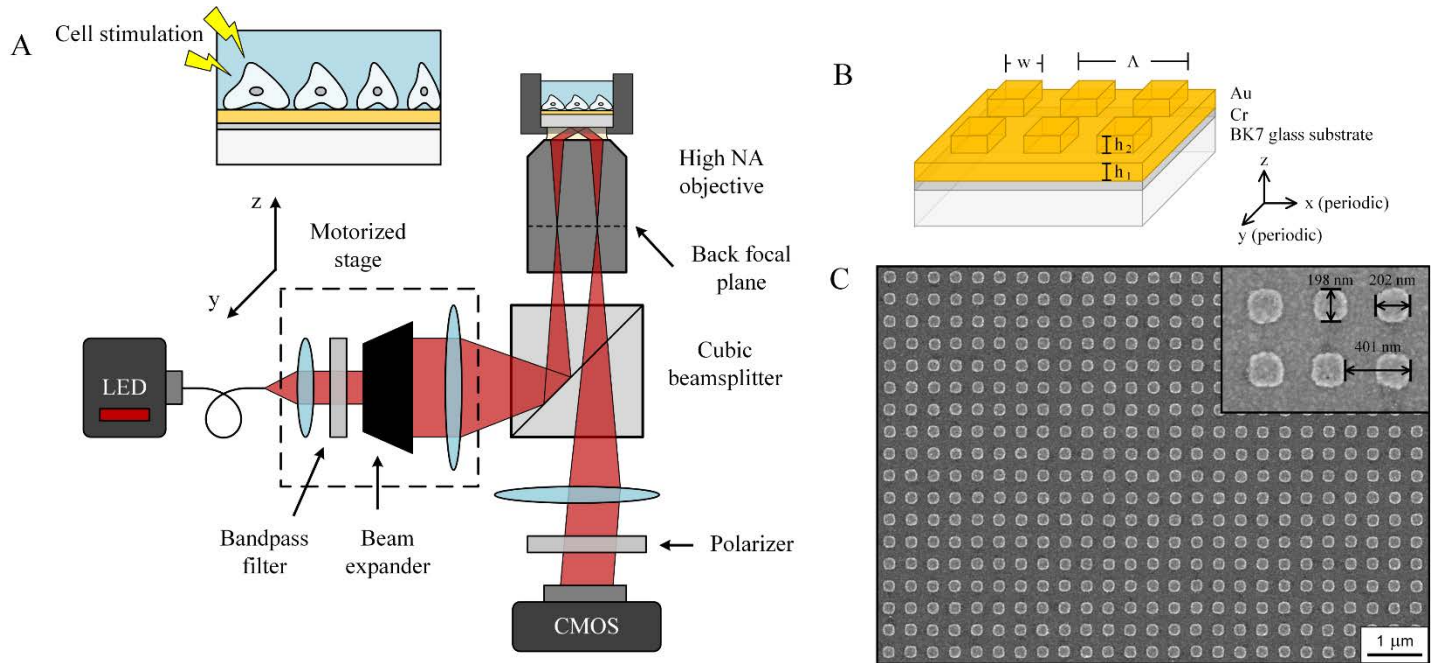 A
Cell stimulation
z
y
Motorized
stage
High NA
objective
Back focal
plane
LED
Cubic
beamsplitter
Bandpass
filter
Beam
expander
Polarizer
CMOS
B
w
Λ
Au
Cr
BK7 glass substrate
h2
h1
z
x (periodic)
y (periodic)
C
198 nm
202 nm
401 nm
1 μm